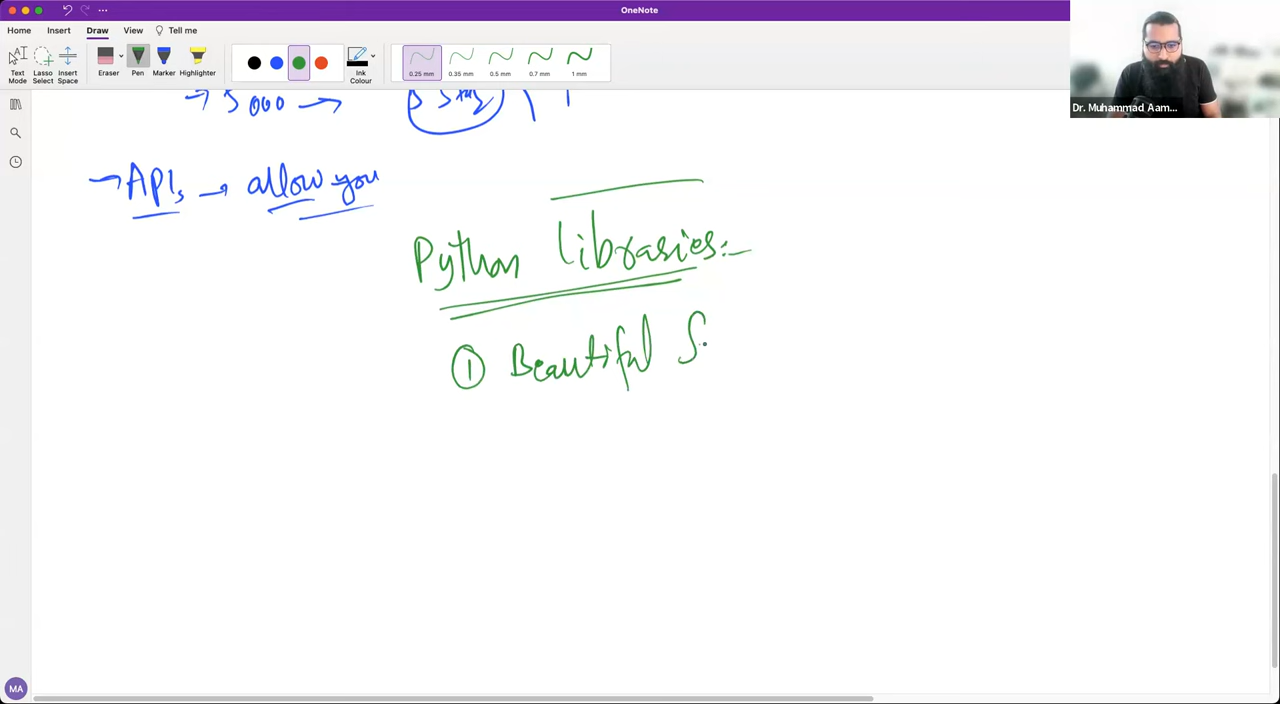 OneNote
Home Insert Draw View Tell me
Text Mode
Lasso Select
Insert Space
Eraser
Pen
Marker
Highlighter
Ink Colour
0.25 mm 0.35 mm 0.5 mm 0.7 mm 1 mm
Dr. Muhammad Aam...
→ 5000 →
→ APIs → allow you
Python libraries:-
① Beautiful S
MA